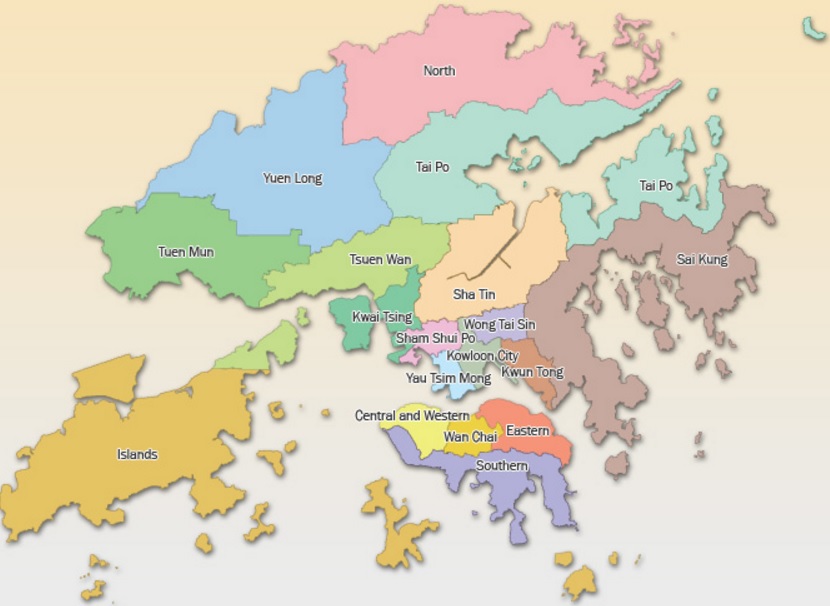 North
Tai Po
Yuen Long
Tai Po
Tuen Mun
Tsuen Wan
Sai Kung
Sha Tin
Kwai Tsing
Wong Tai Sin
Sham Shui Po
Kowloon City
Kwun Tong
Yau Tsim Mong
Central and Western
Eastern
Wan Chai
Islands
Southern